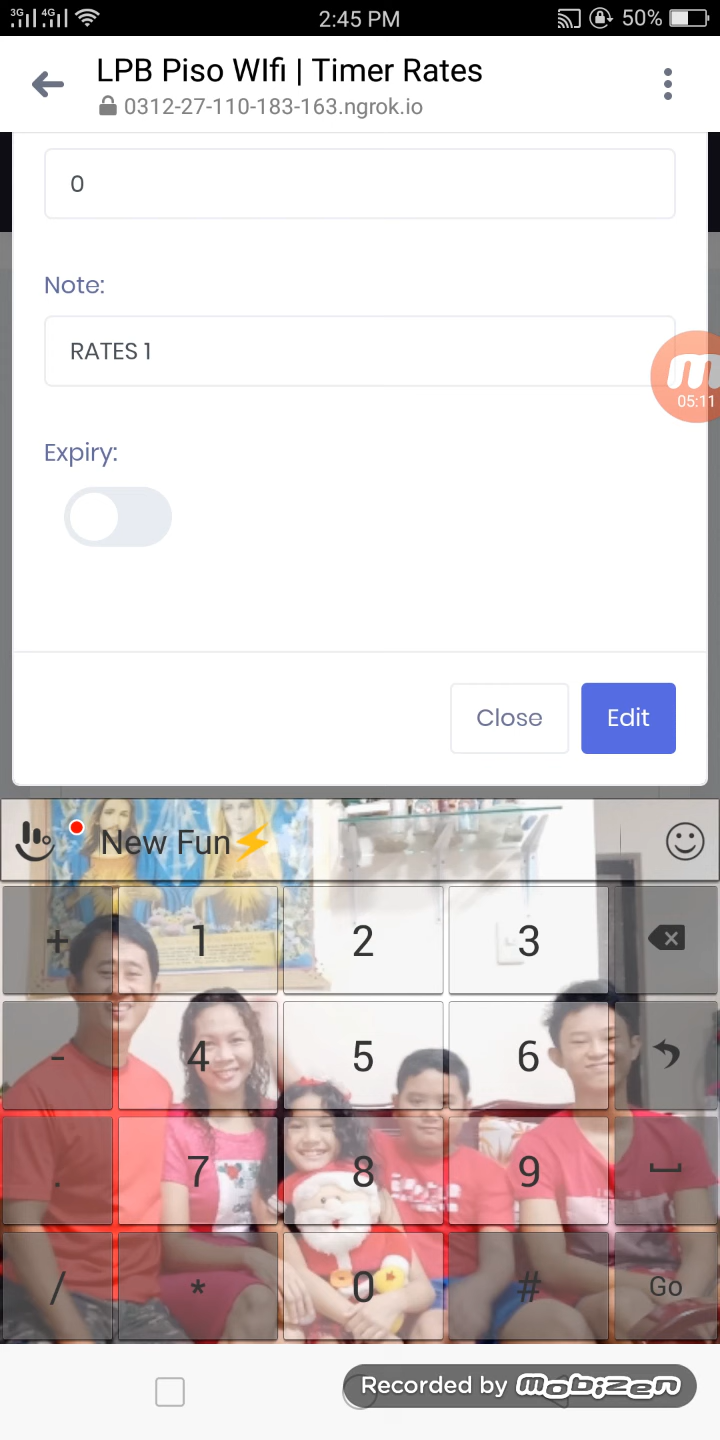 3G 4G 2:45 PM 50%
LPB Piso WIfi | Timer Rates
0312-27-110-183-163.ngrok.io
0
Note:
RATES 1
m
05:11
Expiry:
Close Edit
New Fun⚡
+ 1 2 3
- 4 5 6
. 7 8 9
/ * 0 # Go
Recorded by mobizen